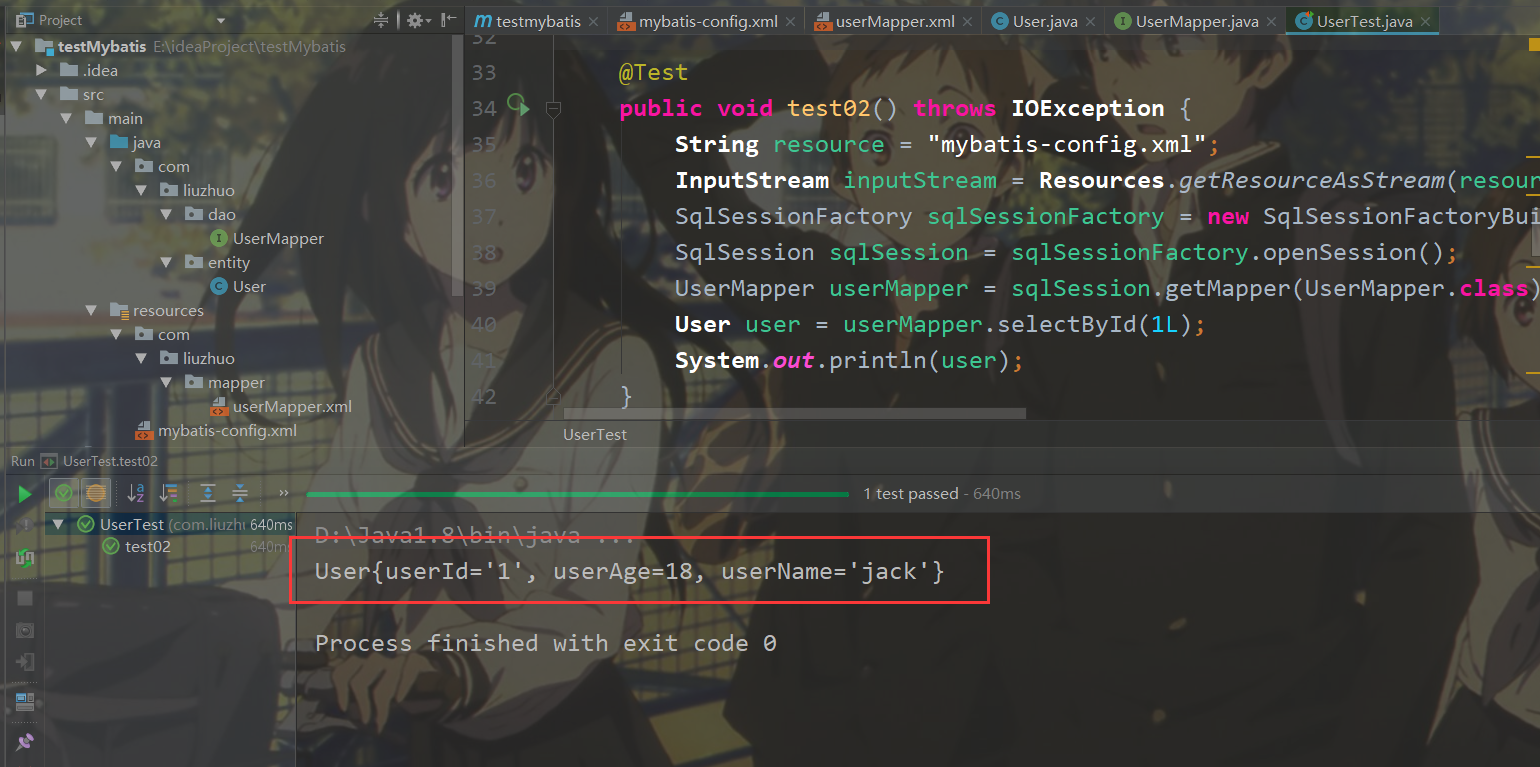 Project
testmybatis
mybatis-config.xml
userMapper.xml
User.java
UserMapper.java
UserTest.java
testMybatis E:\ideaProject\testMybatis
.idea
src
main
java
com
liuzhuo
dao
UserMapper
entity
User
resources
com
liuzhuo
mapper
userMapper.xml
mybatis-config.xml
32
33 @Test
34 public void test02() throws IOException {
35 String resource = "mybatis-config.xml";
36 InputStream inputStream = Resources.getResourceAsStream(resour
37 SqlSessionFactory sqlSessionFactory = new SqlSessionFactoryBui
38 SqlSession sqlSession = sqlSessionFactory.openSession();
39 UserMapper userMapper = sqlSession.getMapper(UserMapper.class)
40 User user = userMapper.selectById(1L);
41 System.out.println(user);
42 }
UserTest
Run UserTest.test02
1 test passed - 640ms
UserTest (com.liuzhu 640ms
test02 640ms
D:\Java1.8\bin\java ...
User{userId='1', userAge=18, userName='jack'}
Process finished with exit code 0